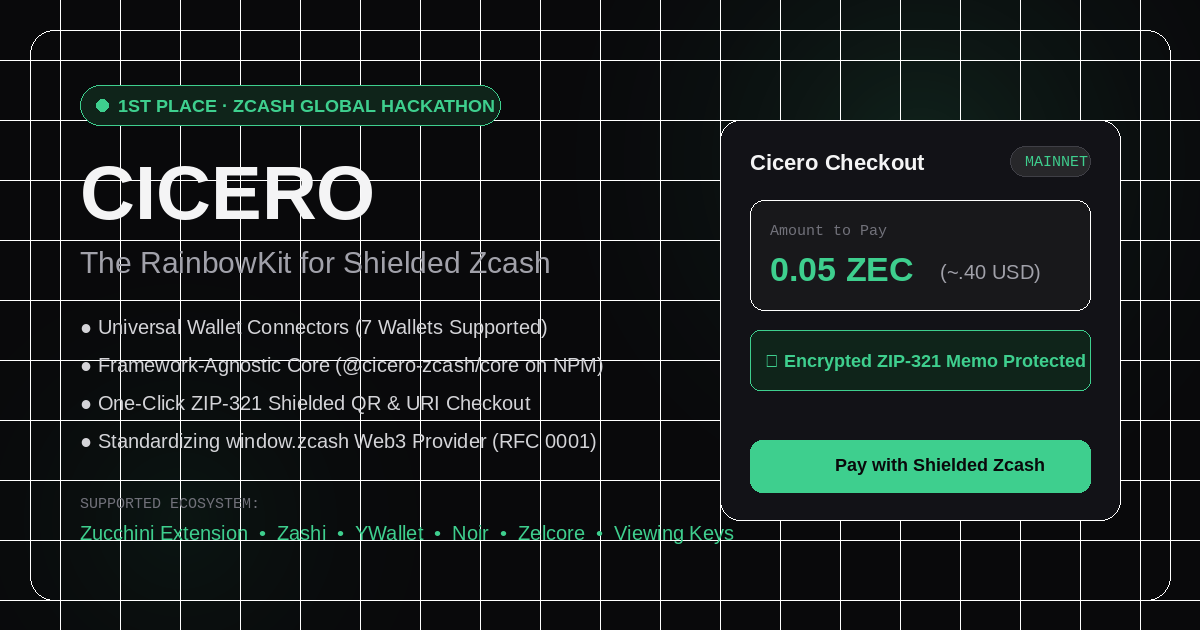 1ST PLACE · ZCASH GLOBAL HACKATHON
CICERO
The RainbowKit for Shielded Zcash
● Universal Wallet Connectors (7 Wallets Supported)
● Framework-Agnostic Core (@cicero-zcash/core on NPM)
● One-Click ZIP-321 Shielded QR & URI Checkout
● Standardizing window.zcash Web3 Provider (RFC 0001)
SUPPORTED ECOSYSTEM:
Zucchini Extension • Zashi • YWallet • Noir • Zelcore • Viewing Keys
Cicero Checkout
MAINNET
Amount to Pay
0.05 ZEC (~.40 USD)
Encrypted ZIP-321 Memo Protected
Pay with Shielded Zcash